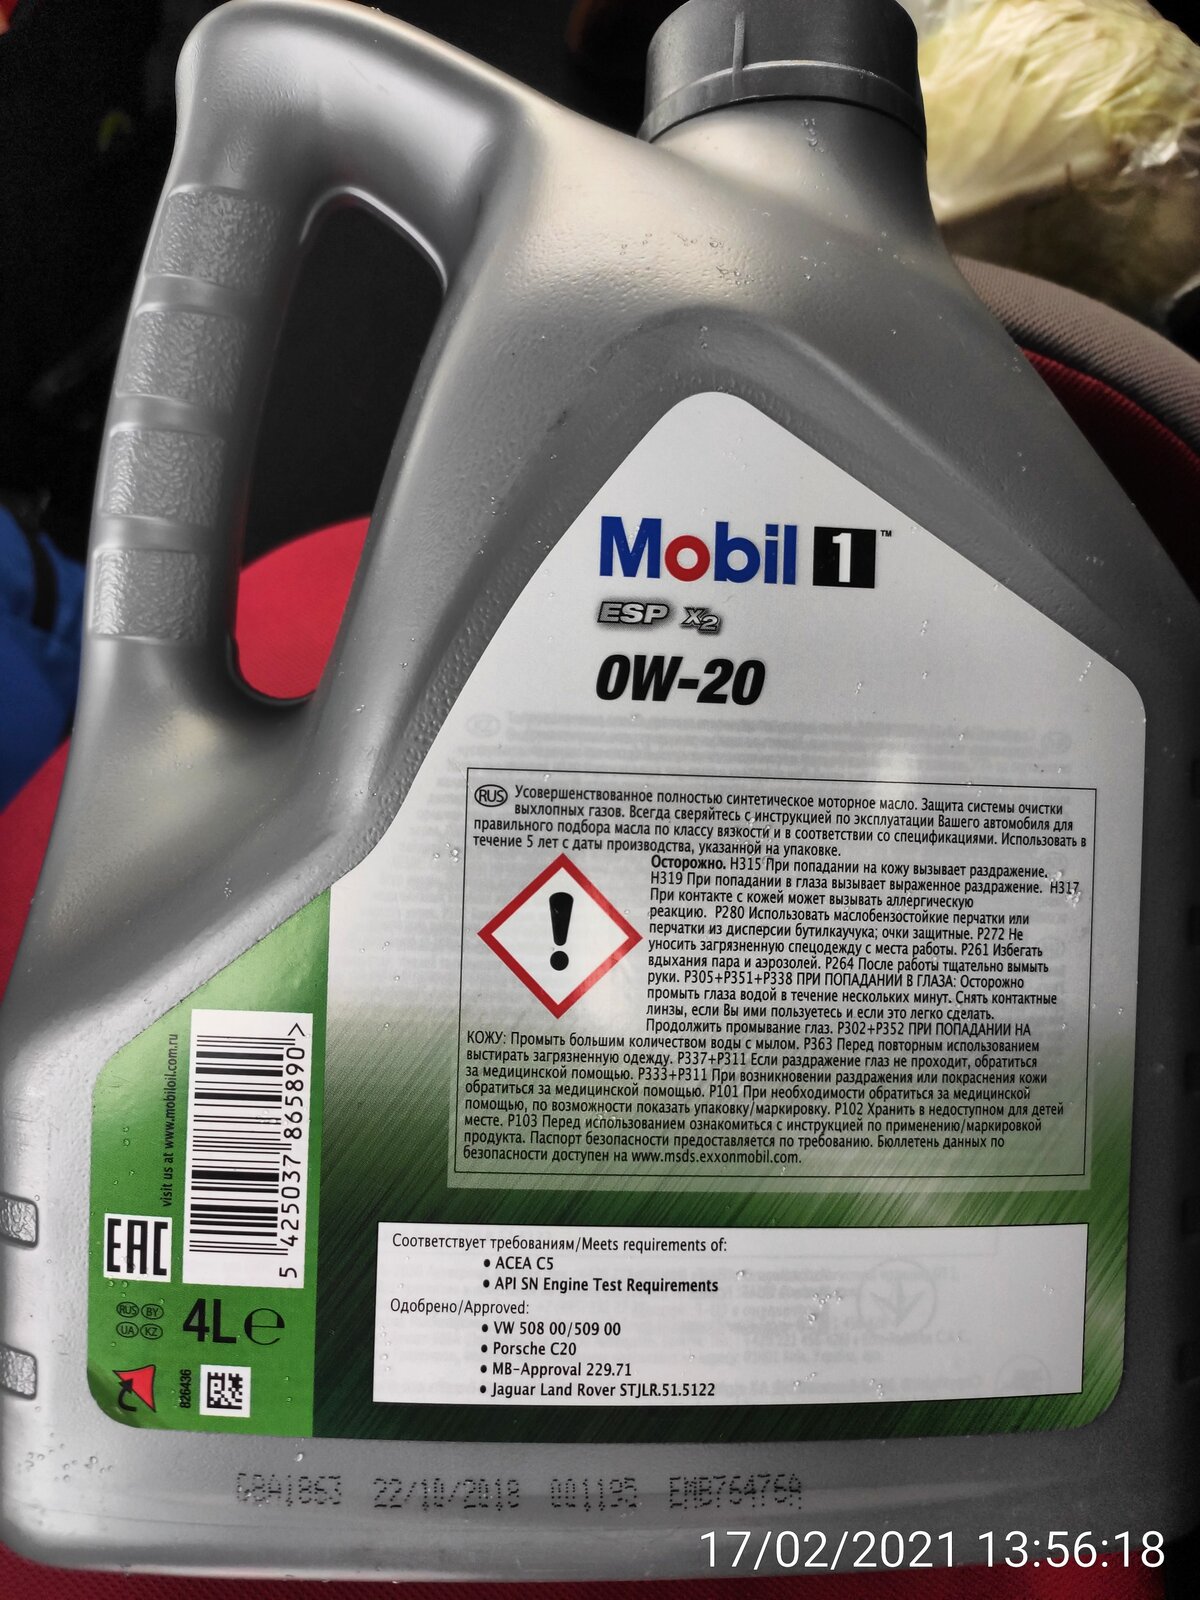 Mobil 1™
ESP x2
0W-20
RUS Усовершенствованное полностью синтетическое моторное масло. Защита системы очистки
выхлопных газов. Всегда сверяйтесь с инструкцией по эксплуатации Вашего автомобиля для
правильного подбора масла по классу вязкости и в соответствии со спецификациями. Использовать в
течение 5 лет с даты производства, указанной на упаковке.
Осторожно. H315 При попадании на кожу вызывает раздражение.
H319 При попадании в глаза вызывает выраженное раздражение. H317
При контакте с кожей может вызывать аллергическую
реакцию. P280 Использовать маслобензостойкие перчатки или
перчатки из дисперсии бутилкаучука; очки защитные. P272 Не
уносить загрязненную спецодежду с места работы. P261 Избегать
вдыхания пара и аэрозолей. P264 После работы тщательно вымыть
руки. P305+P351+P338 ПРИ ПОПАДАНИИ В ГЛАЗА: Осторожно
промыть глаза водой в течение нескольких минут. Снять контактные
линзы, если Вы ими пользуетесь и если это легко сделать.
Продолжить промывание глаз. P302+P352 ПРИ ПОПАДАНИИ НА
КОЖУ: Промыть большим количеством воды с мылом. P363 Перед повторным использованием
выстирать загрязненную одежду. P337+P311 Если раздражение глаз не проходит, обратиться
за медицинской помощью. P333+P311 При возникновении раздражения или покраснения кожи
обратиться за медицинской помощью. P101 При необходимости обратиться за медицинской
помощью, по возможности показать упаковку/маркировку. P102 Хранить в недоступном для детей
месте. P103 Перед использованием ознакомиться с инструкцией по применению/маркировкой
продукта. Паспорт безопасности предоставляется по требованию. Бюллетень данных по
безопасности доступен на www.msds.exxonmobil.com.
visit us at www.mobiloil.com.ru
5 425037 865890 >
EAC
RUS BY
UA KZ
4L e
826436
Соответствует требованиям/Meets requirements of:
• ACEA C5
• API SN Engine Test Requirements
Одобрено/Approved:
• VW 508 00/509 00
• Porsche C20
• MB-Approval 229.71
• Jaguar Land Rover STJLR.51.5122
G8A1863 22/10/2018 001195 EMB76476A
17/02/2021 13:56:18